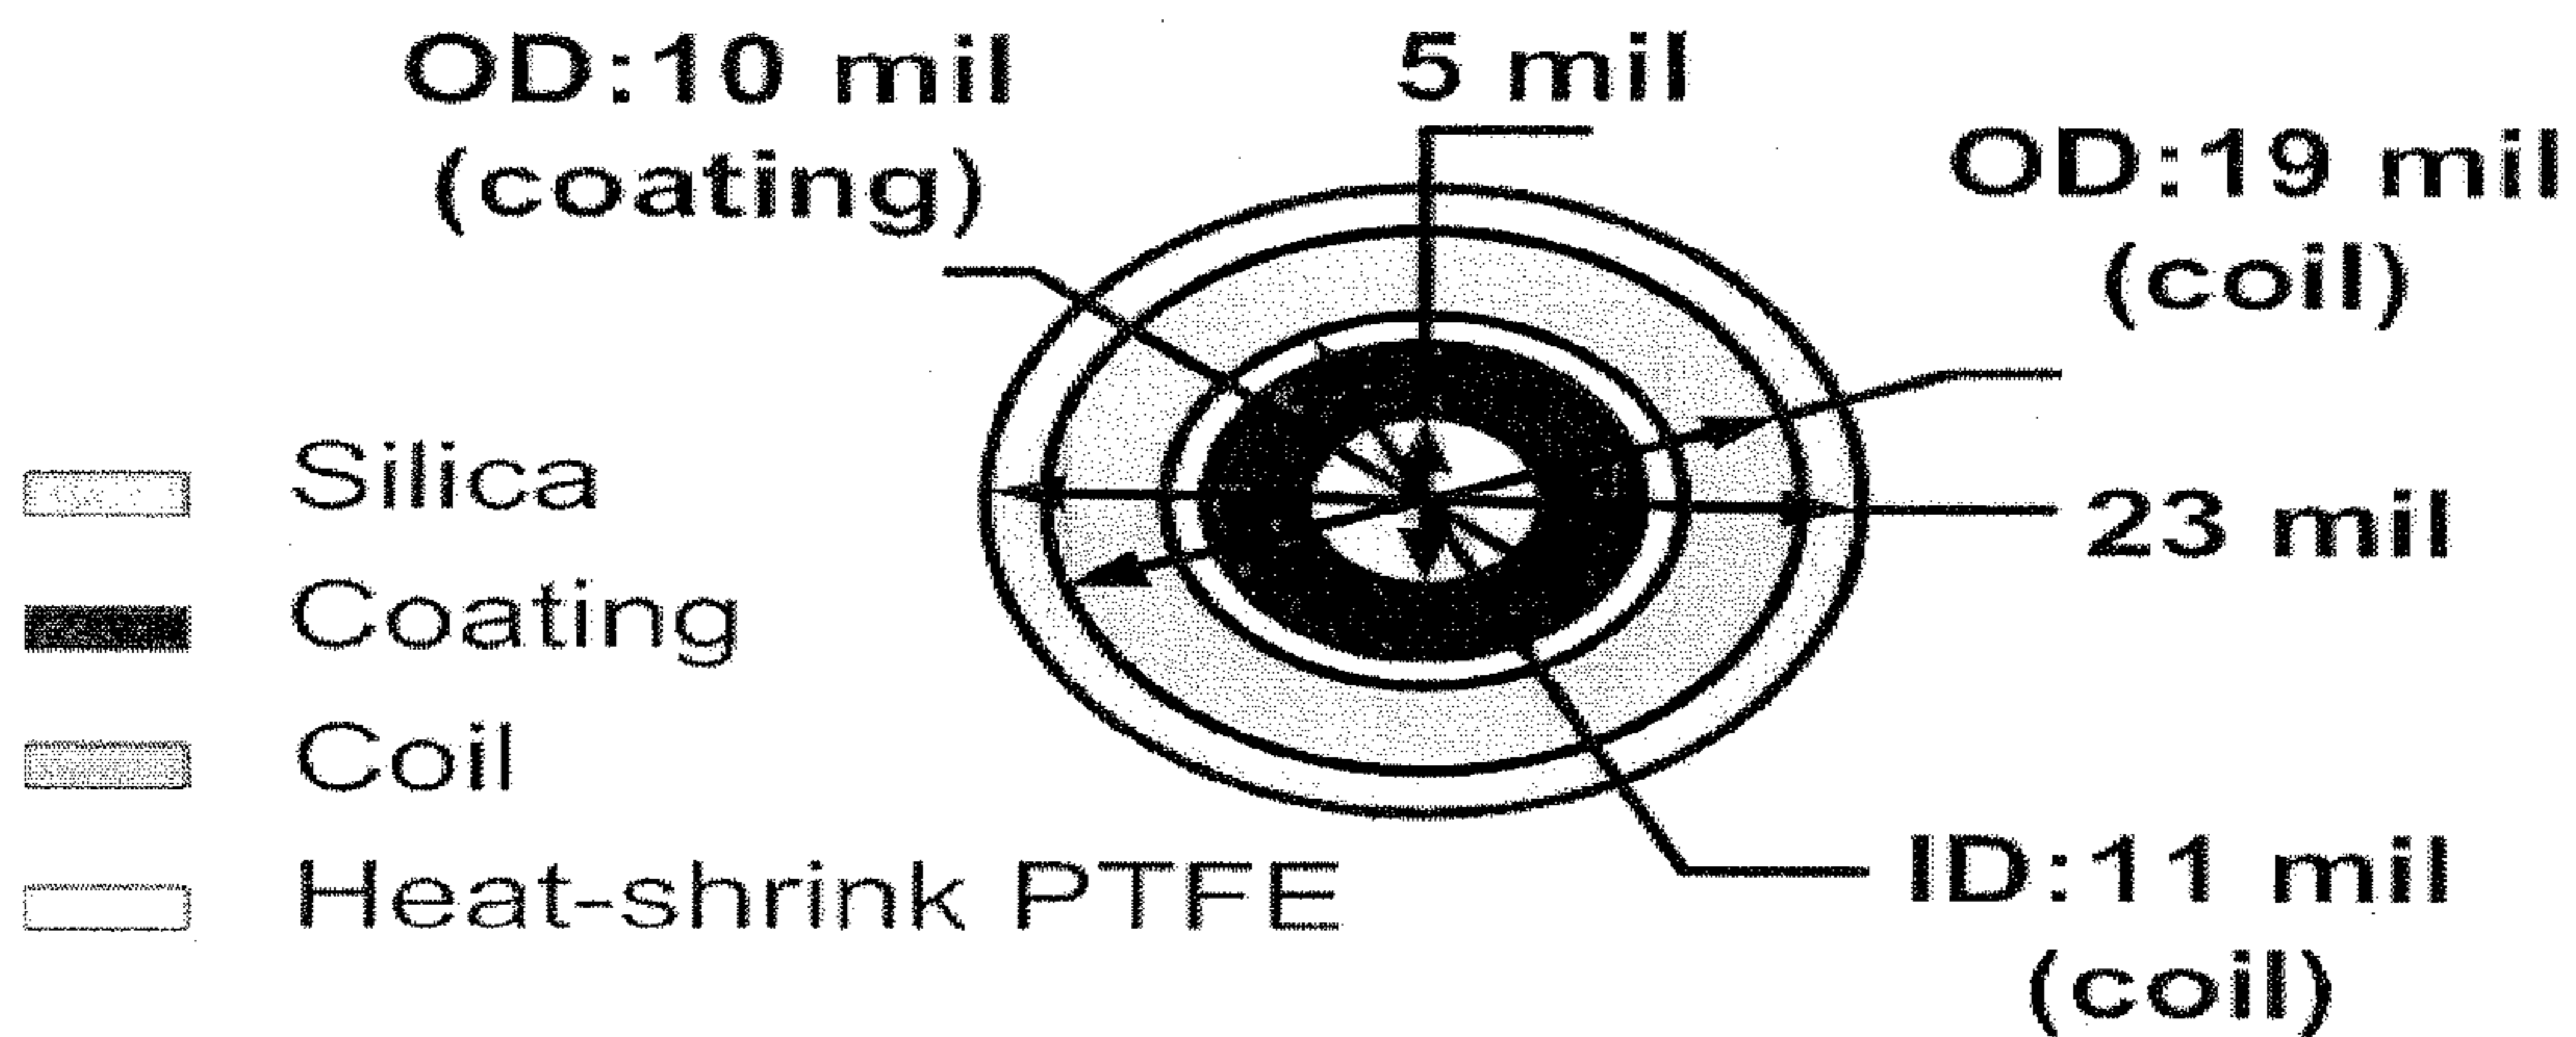 OD:10 mil
(coating)
5 mil
OD:19 mil
(coil)
23 mil
ID:11 mil
(coil)
Silica
Coating
Coil
Heat-shrink PTFE